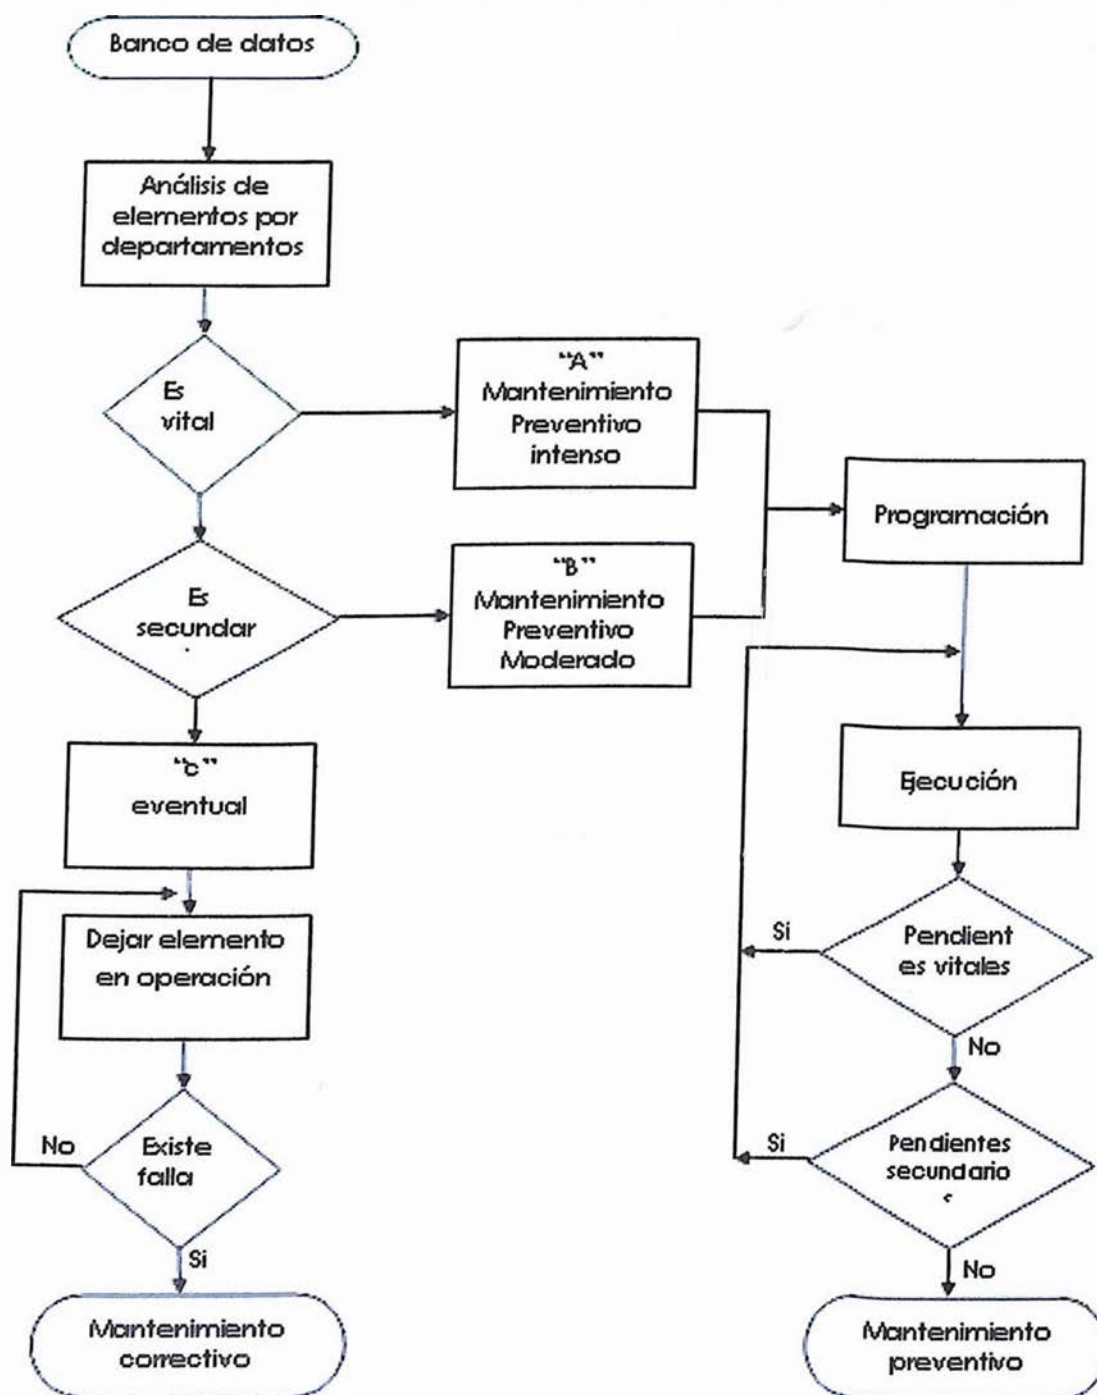 Banco de datos
Análisis de
elementos por
departamentos
Es
vital
"A"
Mantenimiento
Preventivo
intenso
Programación
Es
secundar
"B"
Mantenimiento
Preventivo
Moderado
"c"
eventual
Ejecución
Dejar elemento
en operación
Si
Pendient
es vitales
No
No
Existe
falla
Si
Pendientes
secundario
Si
No
Mantenimiento
correctivo
Mantenimiento
preventivo